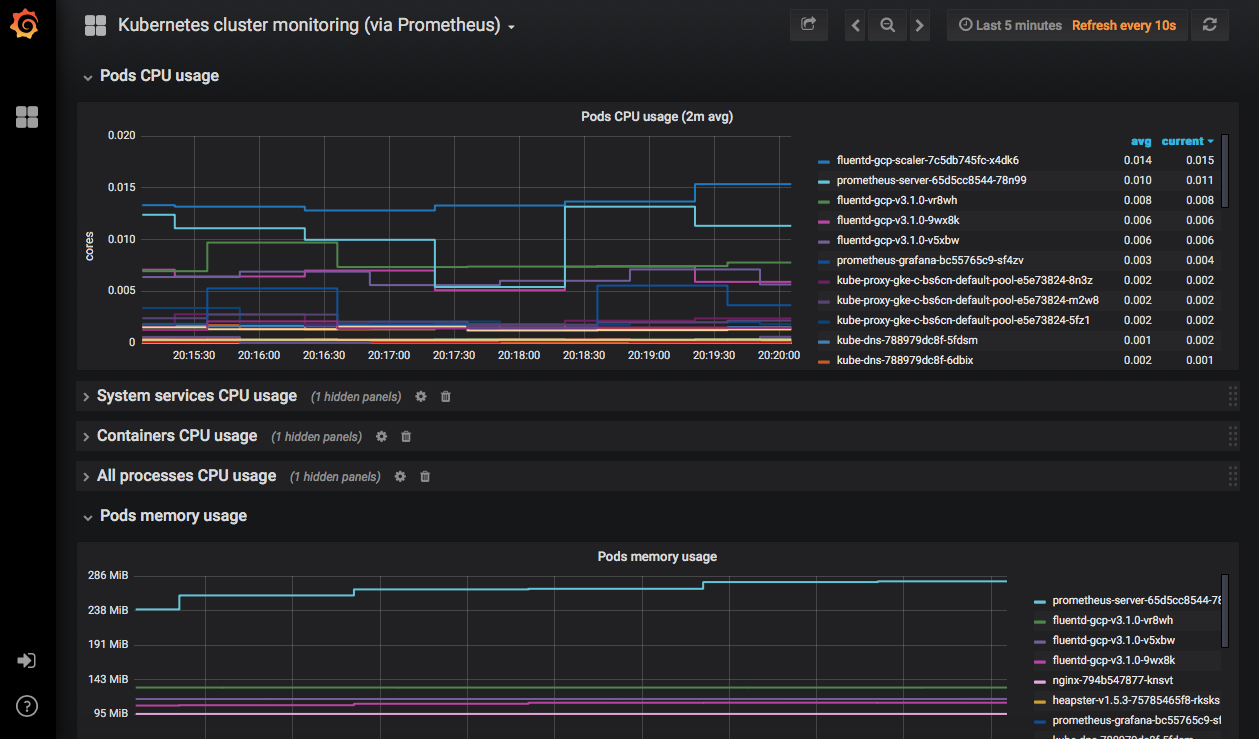 Kubernetes cluster monitoring (via Prometheus)
Last 5 minutes Refresh every 10s
Pods CPU usage
Pods CPU usage (2m avg)
cores
0.020
0.015
0.010
0.005
0
20:15:30 20:16:00 20:16:30 20:17:00 20:17:30 20:18:00 20:18:30 20:19:00 20:19:30 20:20:00
avg current
fluentd-gcp-scaler-7c5db745fc-x4dk6 0.014 0.015
prometheus-server-65d5cc8544-78n99 0.010 0.011
fluentd-gcp-v3.1.0-vr8wh 0.008 0.008
fluentd-gcp-v3.1.0-9wx8k 0.006 0.006
fluentd-gcp-v3.1.0-v5xbw 0.006 0.006
prometheus-grafana-bc55765c9-sf4zv 0.003 0.004
kube-proxy-gke-c-bs6cn-default-pool-e5e73824-8n3z 0.002 0.002
kube-proxy-gke-c-bs6cn-default-pool-e5e73824-m2w8 0.002 0.002
kube-proxy-gke-c-bs6cn-default-pool-e5e73824-5fz1 0.002 0.002
kube-dns-788979dc8f-5fdsm 0.001 0.002
kube-dns-788979dc8f-6dbix 0.002 0.001
System services CPU usage (1 hidden panels)
Containers CPU usage (1 hidden panels)
All processes CPU usage (1 hidden panels)
Pods memory usage
Pods memory usage
286 MiB
238 MiB
191 MiB
143 MiB
95 MiB
prometheus-server-65d5cc8544-78
fluentd-gcp-v3.1.0-vr8wh
fluentd-gcp-v3.1.0-v5xbw
fluentd-gcp-v3.1.0-9wx8k
nginx-794b547877-knsvt
heapster-v1.5.3-75785465f8-rksks
prometheus-grafana-bc55765c9-sf
kube-dns-788979dc8f-5fdsm
?